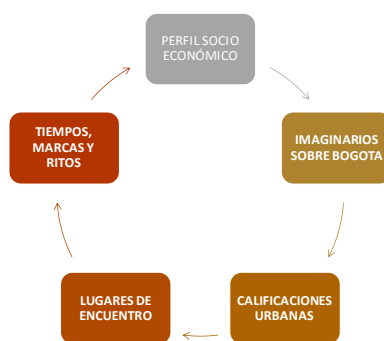 PERFIL SOCIO
ECONÓMICO
IMAGINARIOS
SOBRE BOGOTA
CALIFICACIONES
URBANAS
LUGARES DE
ENCUENTRO
TIEMPOS,
MARCAS Y
RITOS